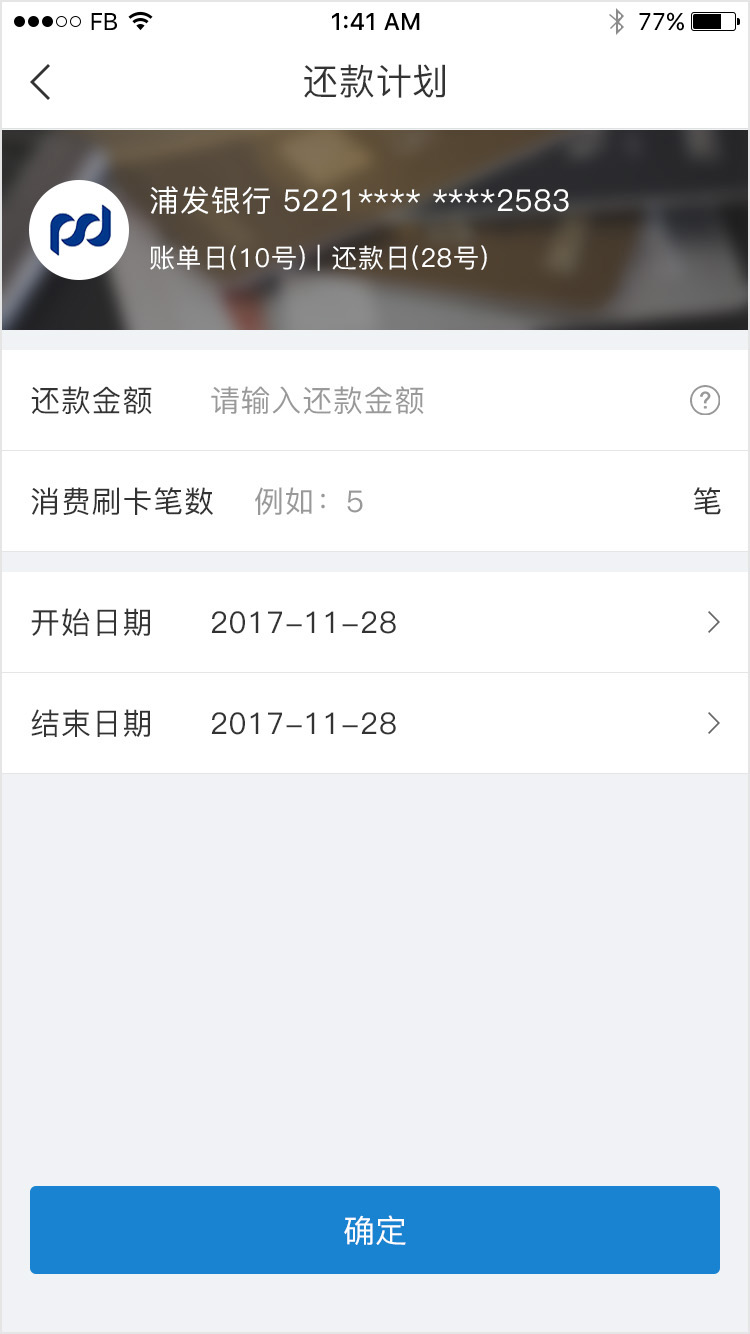 FB 1:41 AM 77%
还款计划
浦发银行 5221**** ****2583
账单日(10号) | 还款日(28号)
还款金额 请输入还款金额 ?
消费刷卡笔数 例如：5 笔
开始日期 2017-11-28
结束日期 2017-11-28
确定